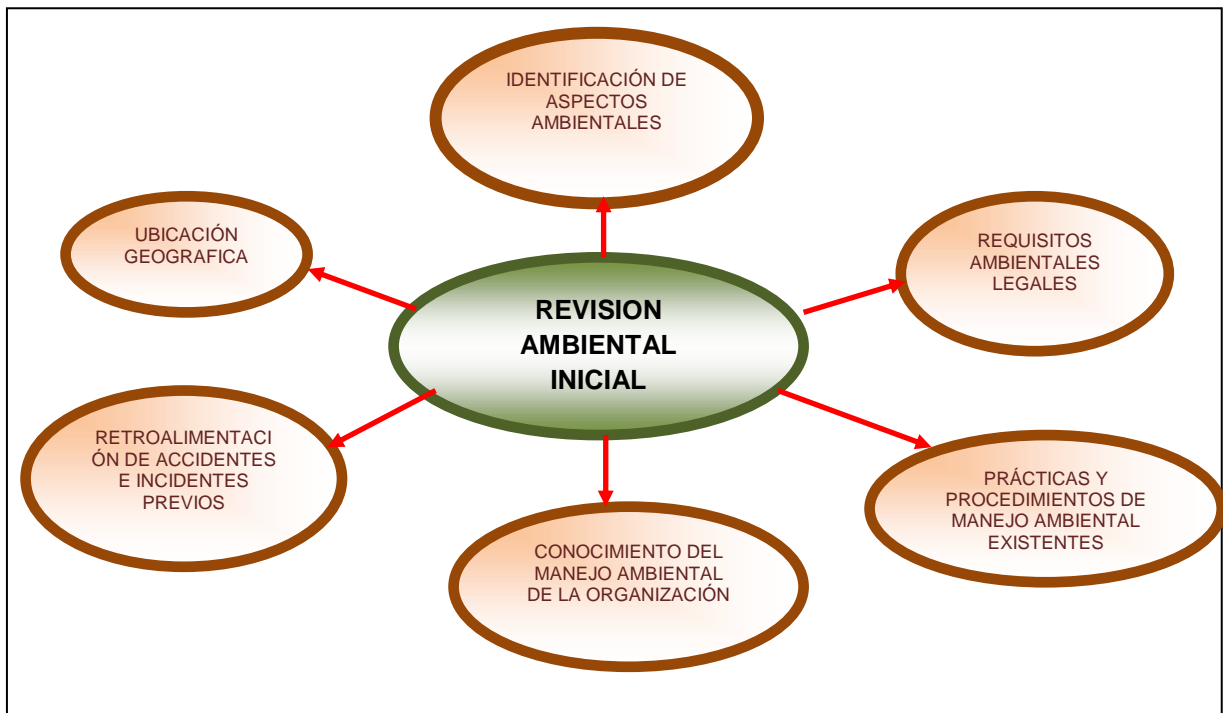 IDENTIFICACIÓN DE
ASPECTOS
AMBIENTALES
UBICACIÓN
GEOGRAFICA
REQUISITOS
AMBIENTALES
LEGALES
REVISION
AMBIENTAL
INICIAL
RETROALIMENTACI
ÓN DE ACCIDENTES
E INCIDENTES
PREVIOS
PRÁCTICAS Y
PROCEDIMIENTOS DE
MANEJO AMBIENTAL
EXISTENTES
CONOCIMIENTO DEL
MANEJO AMBIENTAL
DE LA ORGANIZACIÓN